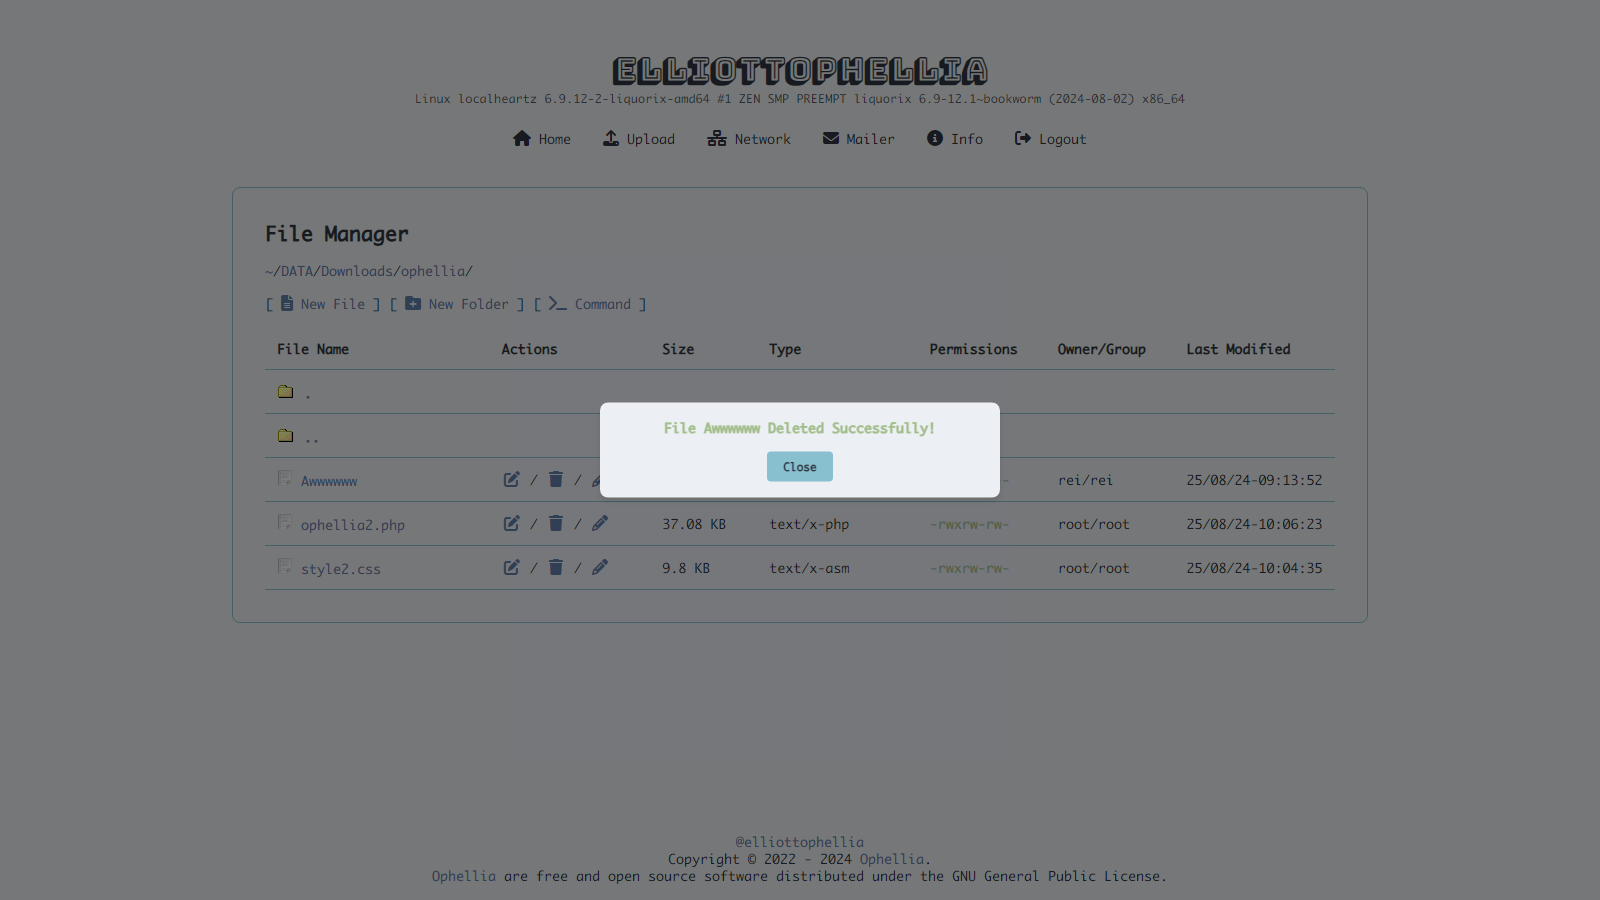 ELLIOTTOPHELLIA
Linux localheartz 6.9.12-2-liquorix-amd64 #1 ZEN SMP PREEMPT liquorix 6.9-12.1~bookworm (2024-08-02) x86_64
Home Upload Network Mailer Info Logout
File Manager
~/DATA/Downloads/ophellia/
[ New File ] [ New Folder ] [ Command ]
File Name Actions Size Type Permissions Owner/Group Last Modified
.
..
File Awwwwww Deleted Successfully!
Close
Awwwwww / / - rei/rei 25/08/24-09:13:52
ophellia2.php / / 37.08 KB text/x-php -rwxrw-rw- root/root 25/08/24-10:06:23
style2.css / / 9.8 KB text/x-asm -rwxrw-rw- root/root 25/08/24-10:04:35
@elliottophellia
Copyright © 2022 - 2024 Ophellia.
Ophellia are free and open source software distributed under the GNU General Public License.